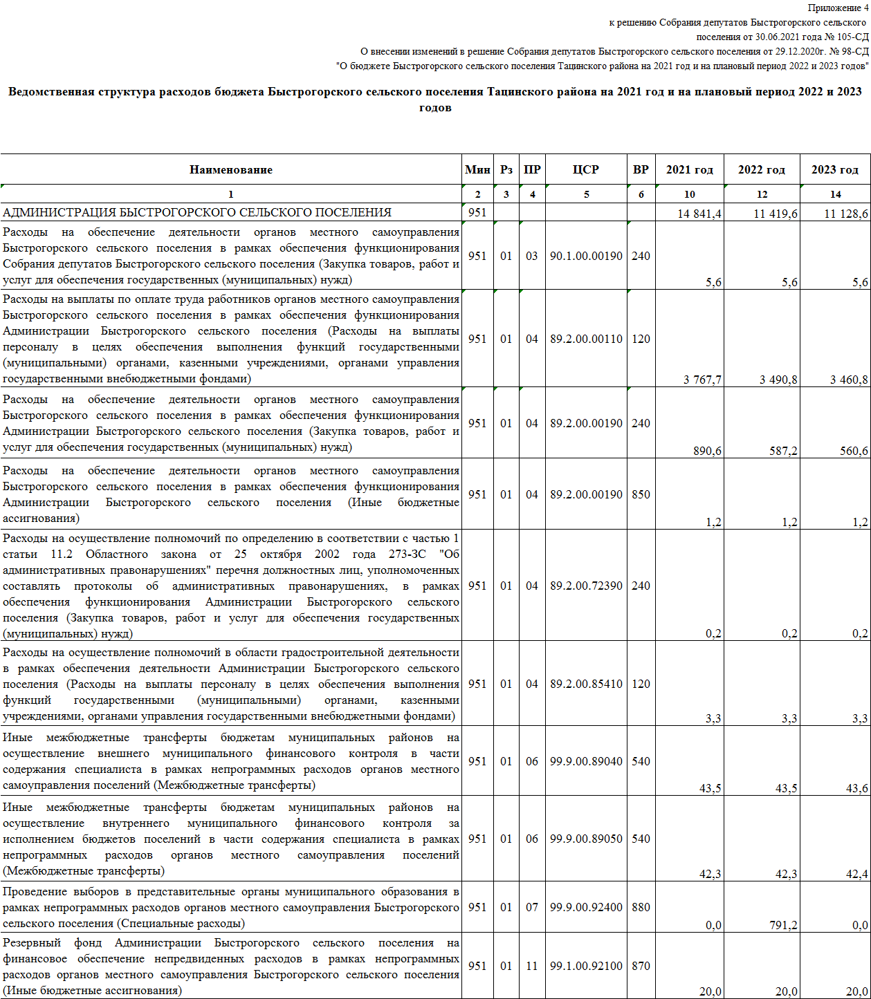 Приложение 4
к решению Собрания депутатов Быстрогорского сельского
поселения от 30.06.2021 года № 105-СД
О внесении изменений в решение Собрания депутатов Быстрогорского сельского поселения от 29.12.2020г. № 98-СД
"О бюджете Быстрогорского сельского поселения Тацинского района на 2021 год и на плановый период 2022 и 2023 годов"
Ведомственная структура расходов бюджета Быстрогорского сельского поселения Тацинского района на 2021 год и на плановый период 2022 и 2023
годов
Наименование Мин Рз ПР ЦСР ВР 2021 год 2022 год 2023 год
1 2 3 4 5 6 10 12 14
АДМИНИСТРАЦИЯ БЫСТРОГОРСКОГО СЕЛЬСКОГО ПОСЕЛЕНИЯ 951 14 841,4 11 419,6 11 128,6
Расходы на обеспечение деятельности органов местного самоуправления
Быстрогорского сельского поселения в рамках обеспечения функционирования
Собрания депутатов Быстрогорского сельского поселения (Закупка товаров, работ и
услуг для обеспечения государственных (муниципальных) нужд)
951 01 03 90.1.00.00190 240 5,6 5,6 5,6
Расходы на выплаты по оплате труда работников органов местного самоуправления
Быстрогорского сельского поселения в рамках обеспечения функционирования
Администрации Быстрогорского сельского поселения (Расходы на выплаты
персоналу в целях обеспечения выполнения функций государственными
(муниципальными) органами, казенными учреждениями, органами управления
государственными внебюджетными фондами)
951 01 04 89.2.00.00110 120 3 767,7 3 490,8 3 460,8
Расходы на обеспечение деятельности органов местного самоуправления
Быстрогорского сельского поселения в рамках обеспечения функционирования
Администрации Быстрогорского сельского поселения (Закупка товаров, работ и
услуг для обеспечения государственных (муниципальных) нужд)
951 01 04 89.2.00.00190 240 890,6 587,2 560,6
Расходы на обеспечение деятельности органов местного самоуправления
Быстрогорского сельского поселения в рамках обеспечения функционирования
Администрации Быстрогорского сельского поселения (Иные бюджетные
ассигнования)
951 01 04 89.2.00.00190 850 1,2 1,2 1,2
Расходы на осуществление полномочий по определению в соответствии с частью 1
статьи 11.2 Областного закона от 25 октября 2002 года 273-ЗС "Об
административных правонарушениях" перечня должностных лиц, уполномоченных
составлять протоколы об административных правонарушениях, в рамках
обеспечения функционирования Администрации Быстрогорского сельского
поселения (Закупка товаров, работ и услуг для обеспечения государственных
(муниципальных) нужд)
951 01 04 89.2.00.72390 240 0,2 0,2 0,2
Расходы на осуществление полномочий в области градостроительной деятельности
в рамках обеспечения деятельности Администрации Быстрогорского сельского
поселения (Расходы на выплаты персоналу в целях обеспечения выполнения
функций государственными (муниципальными) органами, казенными
учреждениями, органами управления государственными внебюджетными фондами)
951 01 04 89.2.00.85410 120 3,3 3,3 3,3
Иные межбюджетные трансферты бюджетам муниципальных районов на
осуществление внешнего муниципального финансового контроля в части
содержания специалиста в рамках непрограммных расходов органов местного
самоуправления поселений (Межбюджетные трансферты)
951 01 06 99.9.00.89040 540 43,5 43,5 43,6
Иные межбюджетные трансферты бюджетам муниципальных районов на
осуществление внутреннего муниципального финансового контроля за
исполнением бюджетов поселений в части содержания специалиста в рамках
непрограммных расходов органов местного самоуправления поселений
(Межбюджетные трансферты)
951 01 06 99.9.00.89050 540 42,3 42,3 42,4
Проведение выборов в представительные органы муниципального образования в
рамках непрограммных расходов органов местного самоуправления Быстрогорского
сельского поселения (Специальные расходы)
951 01 07 99.9.00.92400 880 0,0 791,2 0,0
Резервный фонд Администрации Быстрогорского сельского поселения на
финансовое обеспечение непредвиденных расходов в рамках непрограммных
расходов органов местного самоуправления Быстрогорского сельского поселения
(Иные бюджетные ассигнования)
951 01 11 99.1.00.92100 870 20,0 20,0 20,0